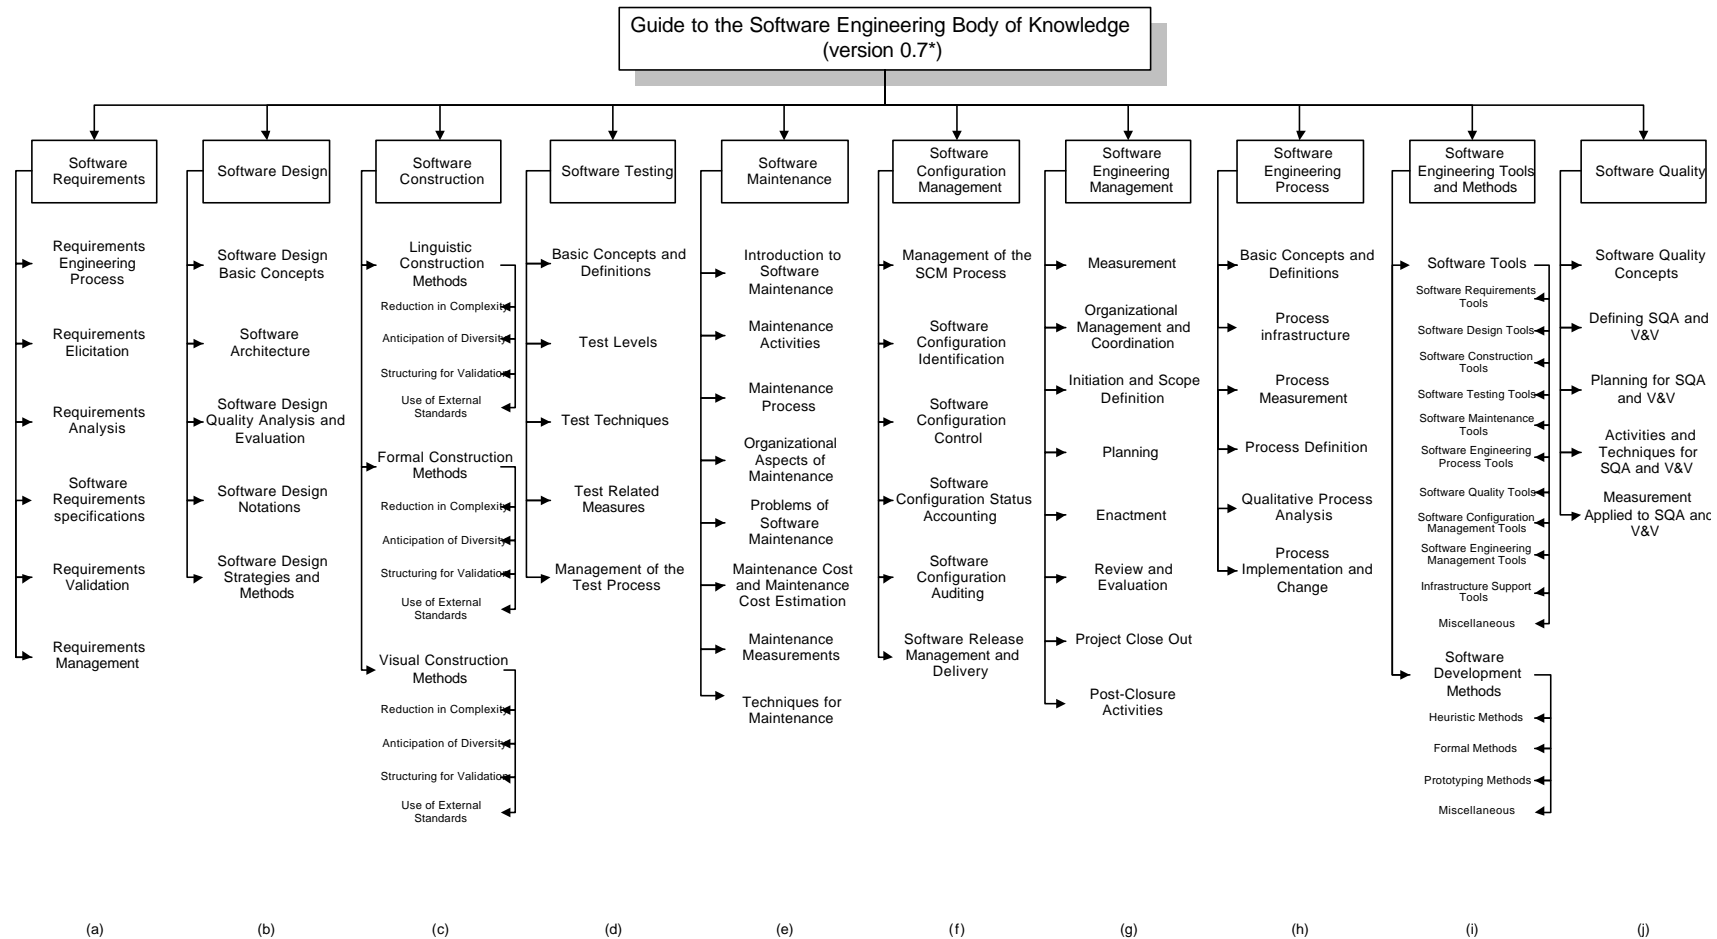 Guide to the Software Engineering Body of Knowledge
(version 0.7*)
Software
Requirements
Requirements
Engineering
Process
Requirements
Elicitation
Requirements
Analysis
Software
Requirements
specifications
Requirements
Validation
Requirements
Management
(a)
Software Design
Software Design
Basic Concepts
Software
Architecture
Software Design
Quality Analysis and
Evaluation
Software Design
Notations
Software Design
Strategies and
Methods
(b)
Software
Construction
Linguistic
Construction
Methods
Reduction in Complexity
Anticipation of Diversity
Structuring for Validation
Use of External
Standards
Formal Construction
Methods
Reduction in Complexity
Anticipation of Diversity
Structuring for Validation
Use of External
Standards
Visual Construction
Methods
Reduction in Complexity
Anticipation of Diversity
Structuring for Validation
Use of External
Standards
(c)
Software Testing
Basic Concepts and
Definitions
Test Levels
Test Techniques
Test Related
Measures
Management of the
Test Process
(d)
Software
Maintenance
Introduction to
Software
Maintenance
Maintenance
Activities
Maintenance
Process
Organizational
Aspects of
Maintenance
Problems of
Software
Maintenance
Maintenance Cost
and Maintenance
Cost Estimation
Maintenance
Measurements
Techniques for
Maintenance
(e)
Software
Configuration
Management
Management of the
SCM Process
Software
Configuration
Identification
Software
Configuration
Control
Software
Configuration Status
Accounting
Software
Configuration
Auditing
Software Release
Management and
Delivery
(f)
Software
Engineering
Management
Measurement
Organizational
Management and
Coordination
Initiation and Scope
Definition
Planning
Enactment
Review and
Evaluation
Project Close Out
Post-Closure
Activities
(g)
Software
Engineering
Process
Basic Concepts and
Definitions
Process
infrastructure
Process
Measurement
Process Definition
Qualitative Process
Analysis
Process
Implementation and
Change
(h)
Software
Engineering Tools
and Methods
Software Tools
Software Requirements
Tools
Software Design Tools
Software Construction
Tools
Software Testing Tools
Software Maintenance
Tools
Software Engineering
Process Tools
Software Quality Tools
Software Configuration
Management Tools
Software Engineering
Management Tools
Infrastructure Support
Tools
Miscellaneous
Software
Development
Methods
Heuristic Methods
Formal Methods
Prototyping Methods
Miscellaneous
(i)
Software Quality
Software Quality
Concepts
Defining SQA and
V&V
Planning for SQA
and V&V
Activities and
Techniques for
SQA and V&V
Measurement
Applied to SQA and
V&V
(j)